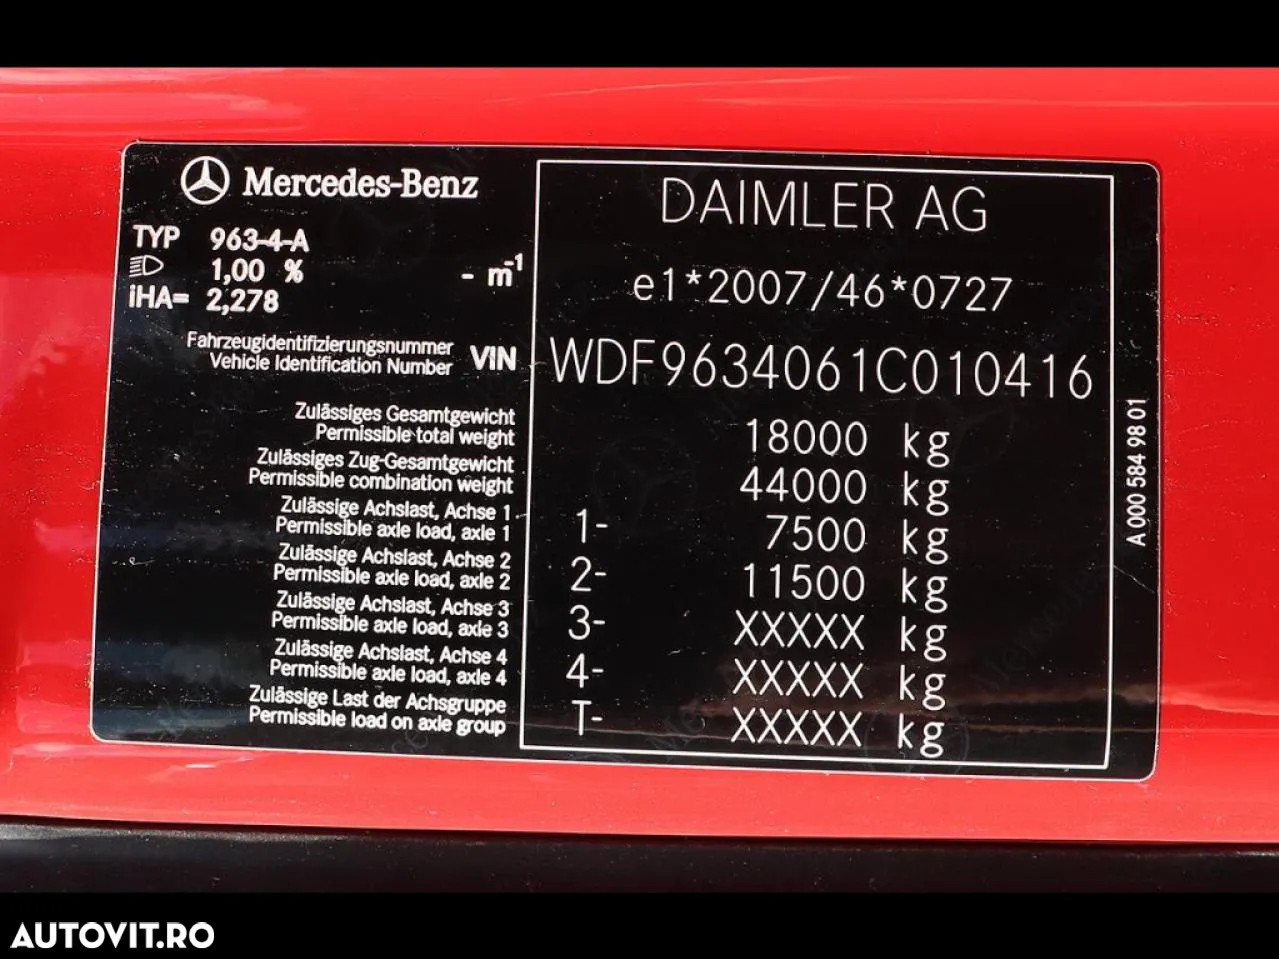 Mercedes-Benz
TYP 963-4-A
1,00 % - m-1
iHA= 2,278
Fahrzeugidentifizierungsnummer
Vehicle Identification Number VIN
Zulässiges Gesamtgewicht
Permissible total weight
Zulässiges Zug-Gesamtgewicht
Permissible combination weight
Zulässige Achslast, Achse 1
Permissible axle load, axle 1
Zulässige Achslast, Achse 2
Permissible axle load, axle 2
Zulässige Achslast, Achse 3
Permissible axle load, axle 3
Zulässige Achslast, Achse 4
Permissible axle load, axle 4
Zulässige Last der Achsgruppe
Permissible load on axle group
DAIMLER AG
e1*2007/46*0727
WDF9634061C010416
18000 kg
44000 kg
1- 7500 kg
2- 11500 kg
3- XXXXX kg
4- XXXXX kg
T- XXXXX kg
A 000 584 98 01
AUTOVIT.RO